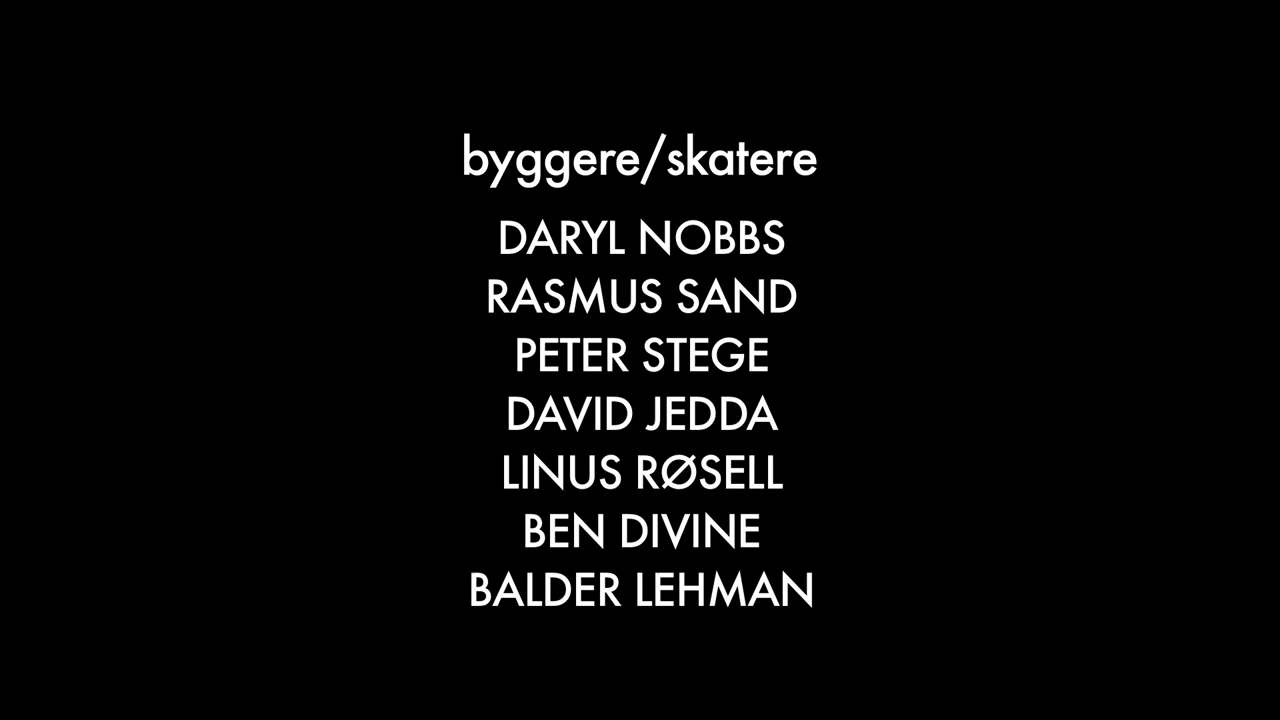 byggere/skatere
DARYL NOBBS
RASMUS SAND
PETER STEGE
DAVID JEDDA
LINUS RØSELL
BEN DIVINE
BALDER LEHMAN